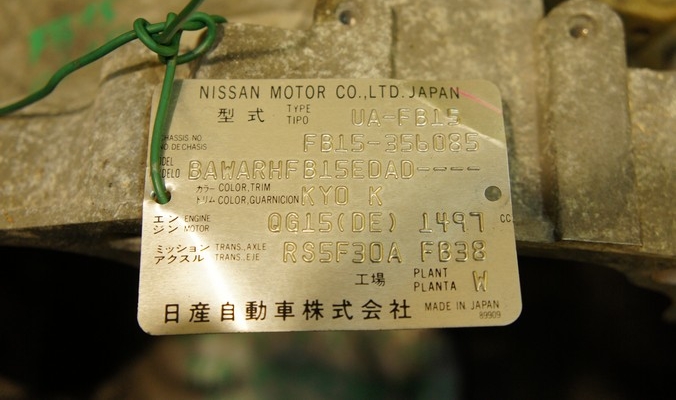 NISSAN MOTOR CO.,LTD. JAPAN
型式 TYPE TIPO UA-FB15
CHASSIS NO NO DECHASIS FB15-356085
BAWARHFB15EDAD----
カラー COLOR,TRIM
トリム COLOR,GUARNICION KYO K
エンジン ENGINE MOTOR QG15(DE) 1497 CC
ミッション TRANS.,AXLE
アクスル TRANS.,EJE RS5F30A FB38
工場 PLANT PLANTA W
日産自動車株式会社 MADE IN JAPAN
89909